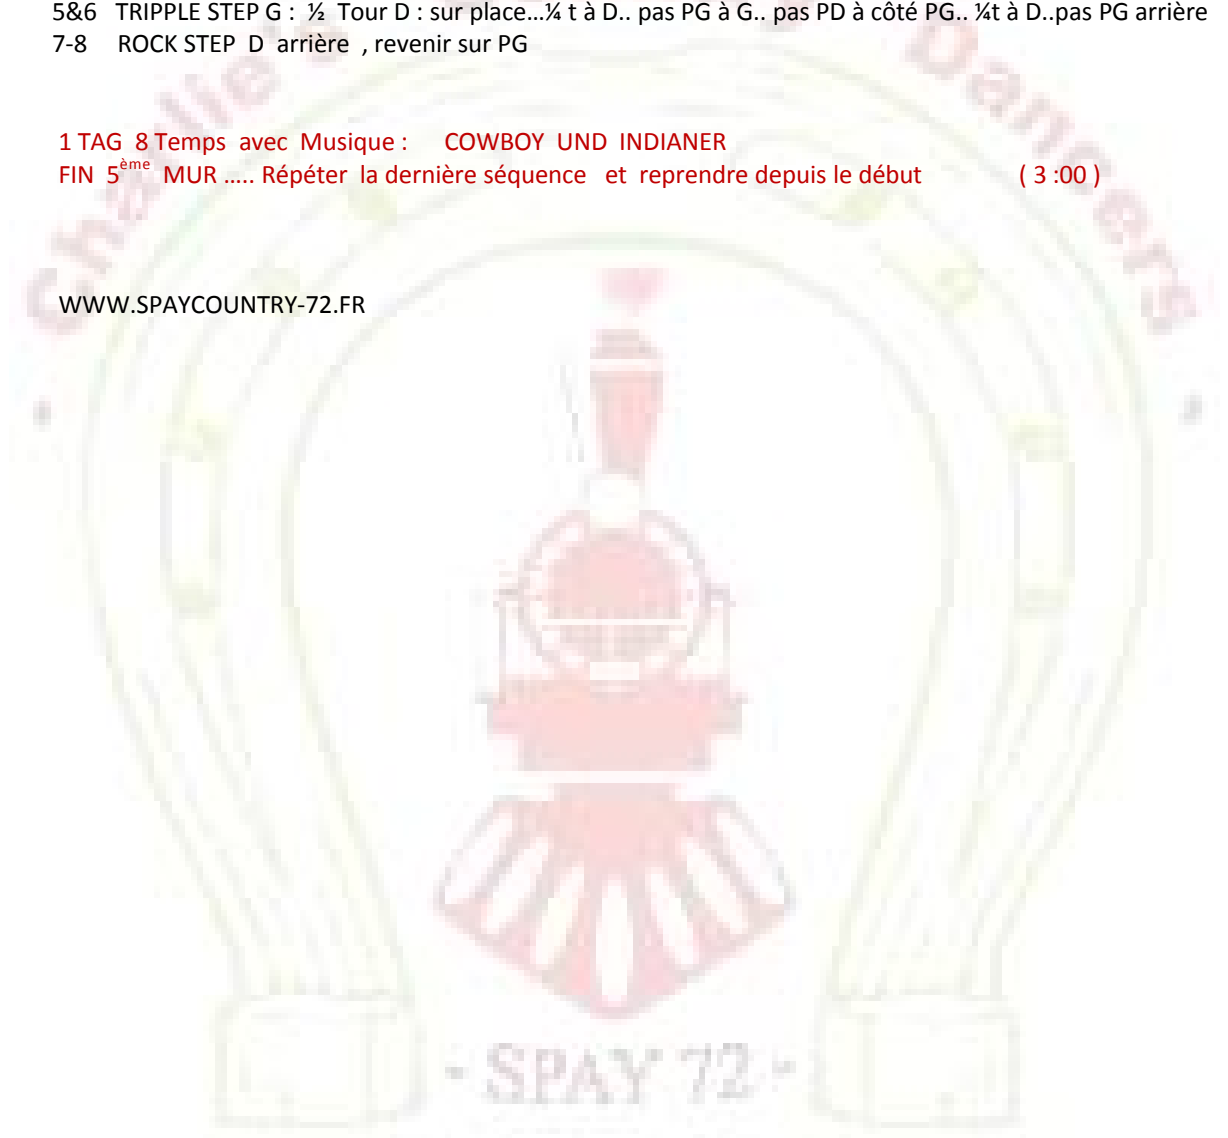 5&6 TRIPPLE STEP G : ½ Tour D : sur place...¼ t à D.. pas PG à G.. pas PD à côté PG.. ¼t à D..pas PG arrière
7-8 ROCK STEP D arrière , revenir sur PG
1 TAG 8 Temps avec Musique : COWBOY UND INDIANER
FIN 5ème MUR ..... Répéter la dernière séquence et reprendre depuis le début ( 3 :00 )
WWW.SPAYCOUNTRY-72.FR
Charlie's Dancers
- SPAY 72 -